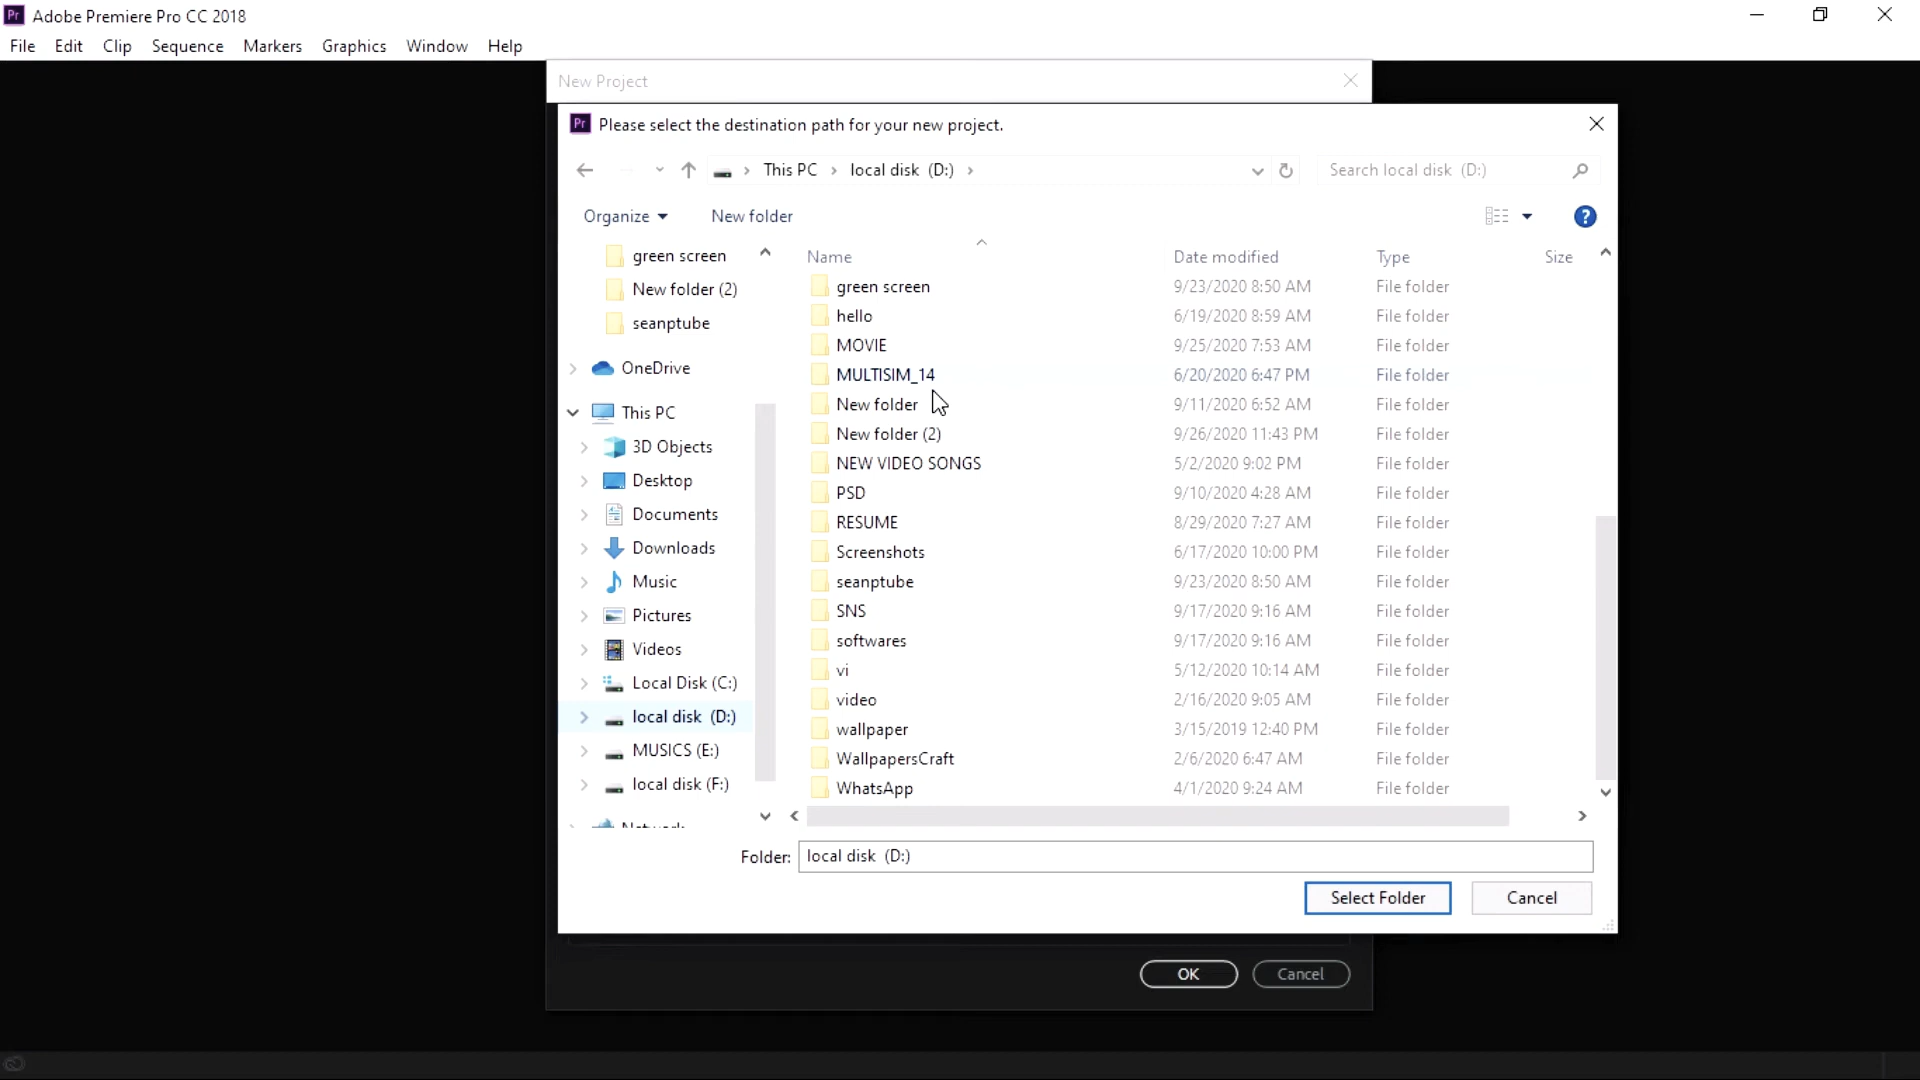 Pr Adobe Premiere Pro CC 2018
File Edit Clip Sequence Markers Graphics Window Help
New Project
Pr Please select the destination path for your new project.
This PC local disk (D:)
Search local disk (D:)
Organize New folder
green screen
New folder (2)
seanptube
OneDrive
This PC
3D Objects
Desktop
Documents
Downloads
Music
Pictures
Videos
Local Disk (C:)
local disk (D:)
MUSICS (E:)
local disk (F:)
Network
Name Date modified Type Size
green screen 9/23/2020 8:50 AM File folder
hello 6/19/2020 8:59 AM File folder
MOVIE 9/25/2020 7:53 AM File folder
MULTISIM_14 6/20/2020 6:47 PM File folder
New folder 9/11/2020 6:52 AM File folder
New folder (2) 9/26/2020 11:43 PM File folder
NEW VIDEO SONGS 5/2/2020 9:02 PM File folder
PSD 9/10/2020 4:28 AM File folder
RESUME 8/29/2020 7:27 AM File folder
Screenshots 6/17/2020 10:00 PM File folder
seanptube 9/23/2020 8:50 AM File folder
SNS 9/17/2020 9:16 AM File folder
softwares 9/17/2020 9:16 AM File folder
vi 5/12/2020 10:14 AM File folder
video 2/16/2020 9:05 AM File folder
wallpaper 3/15/2019 12:40 PM File folder
WallpapersCraft 2/6/2020 6:47 AM File folder
WhatsApp 4/1/2020 9:24 AM File folder
Folder: local disk (D:)
Select Folder Cancel
OK Cancel